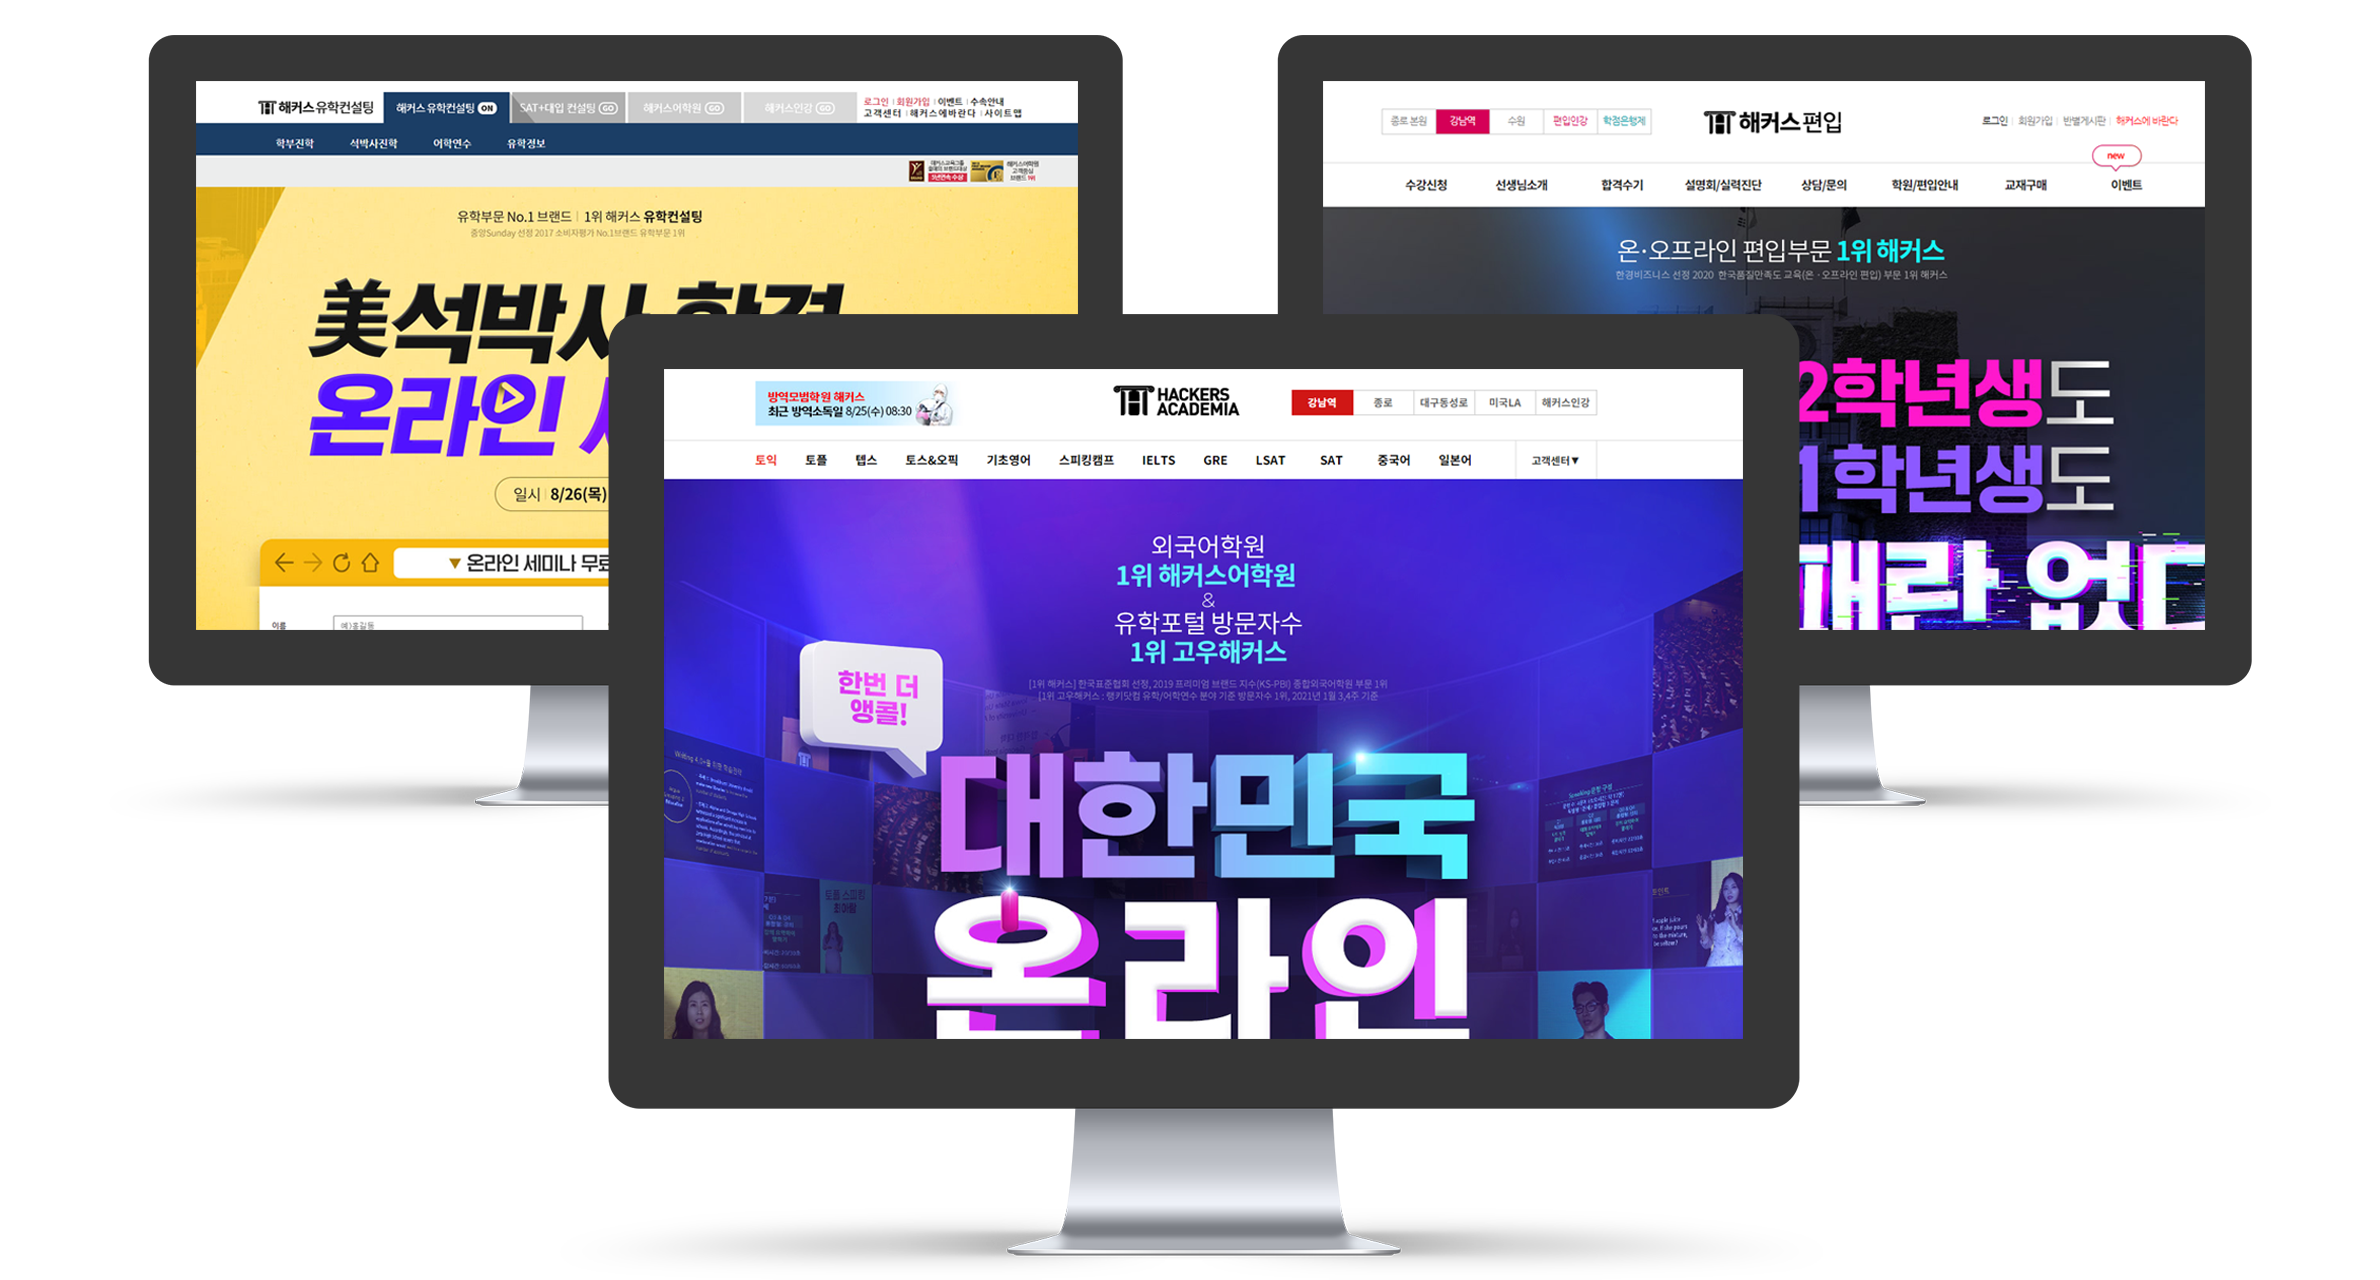 해커스 유학컨설팅
해커스 유학컨설팅 ON
SAT+대입 컨설팅 GO
해커스어학원 GO
해커스인강 GO
로그인 | 회원가입 | 이벤트 | 수속안내
고객센터 | 해커스에바란다 | 사이트맵
학부진학 석박사진학 어학연수 유학정보
유학부문 No.1 브랜드 | 1위 해커스 유학컨설팅
중앙Sunday 선정 2017 소비자평가 No.1브랜드 유학부문 1위
美석박사
온라인
일시 | 8/26(목)
▼ 온라인 세미나 무료
이름
예)홍길동
종로본원 강남역 수원 편입인강 학점은행제
해커스편입
로그인 | 회원가입 | 반별게시판 | 해커스에 바란다
new
수강신청 선생님소개 합격수기 설명회/실력진단 상담/문의 학원/편입안내 교재구매 이벤트
온·오프라인 편입부문 1위 해커스
한경비즈니스 선정 2020 한국품질만족도 교육(온·오프라인 편입) 부문 1위 해커스
2학년생도
1학년생도
방역모범학원 해커스
최근 방역소독일 8/25(수) 08:30
HACKERS
ACADEMIA
강남역 종로 대구동성로 미국LA 해커스인강
토익 토플 텝스 토스&오픽 기초영어 스피킹캠프 IELTS GRE LSAT SAT 중국어 일본어 고객센터▼
외국어학원
1위 해커스어학원
&
유학포털 방문자수
1위 고우해커스
[1위 해커스] 한국표준협회 선정, 2019 프리미엄 브랜드 지수(KS-PBI) 종합외국어학원 부문 1위
[1위 고우해커스 : 랭키닷컴 유학/어학연수 분야 기준 방문자수 1위, 2021년 1월 3,4주 기준
한번 더
앵콜!
대한민국
온라인